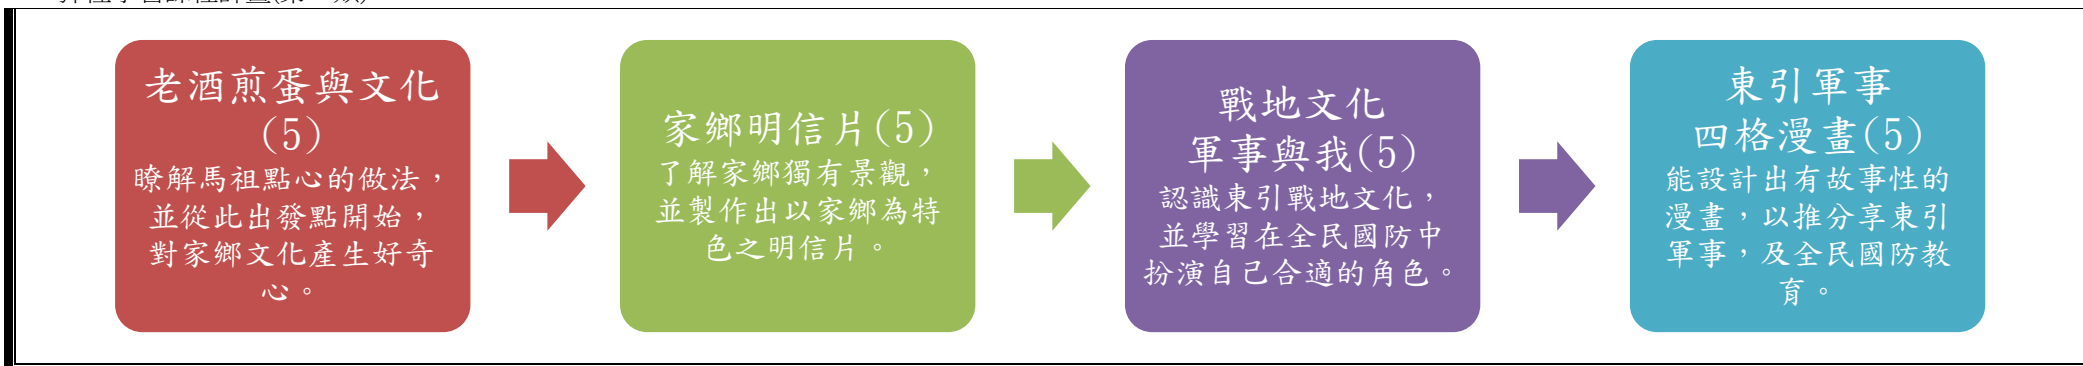 老酒煎蛋與文化
(5)
瞭解馬祖點心的做法，
並從此出發點開始，
對家鄉文化產生好奇
心。
家鄉明信片(5)
了解家鄉獨有景觀，
並製作出以家鄉為特
色之明信片。
戰地文化
軍事與我(5)
認識東引戰地文化，
並學習在全民國防中
扮演自己合適的角色。
東引軍事
四格漫畫(5)
能設計出有故事性的
漫畫，以推分享東引
軍事，及全民國防教
育。